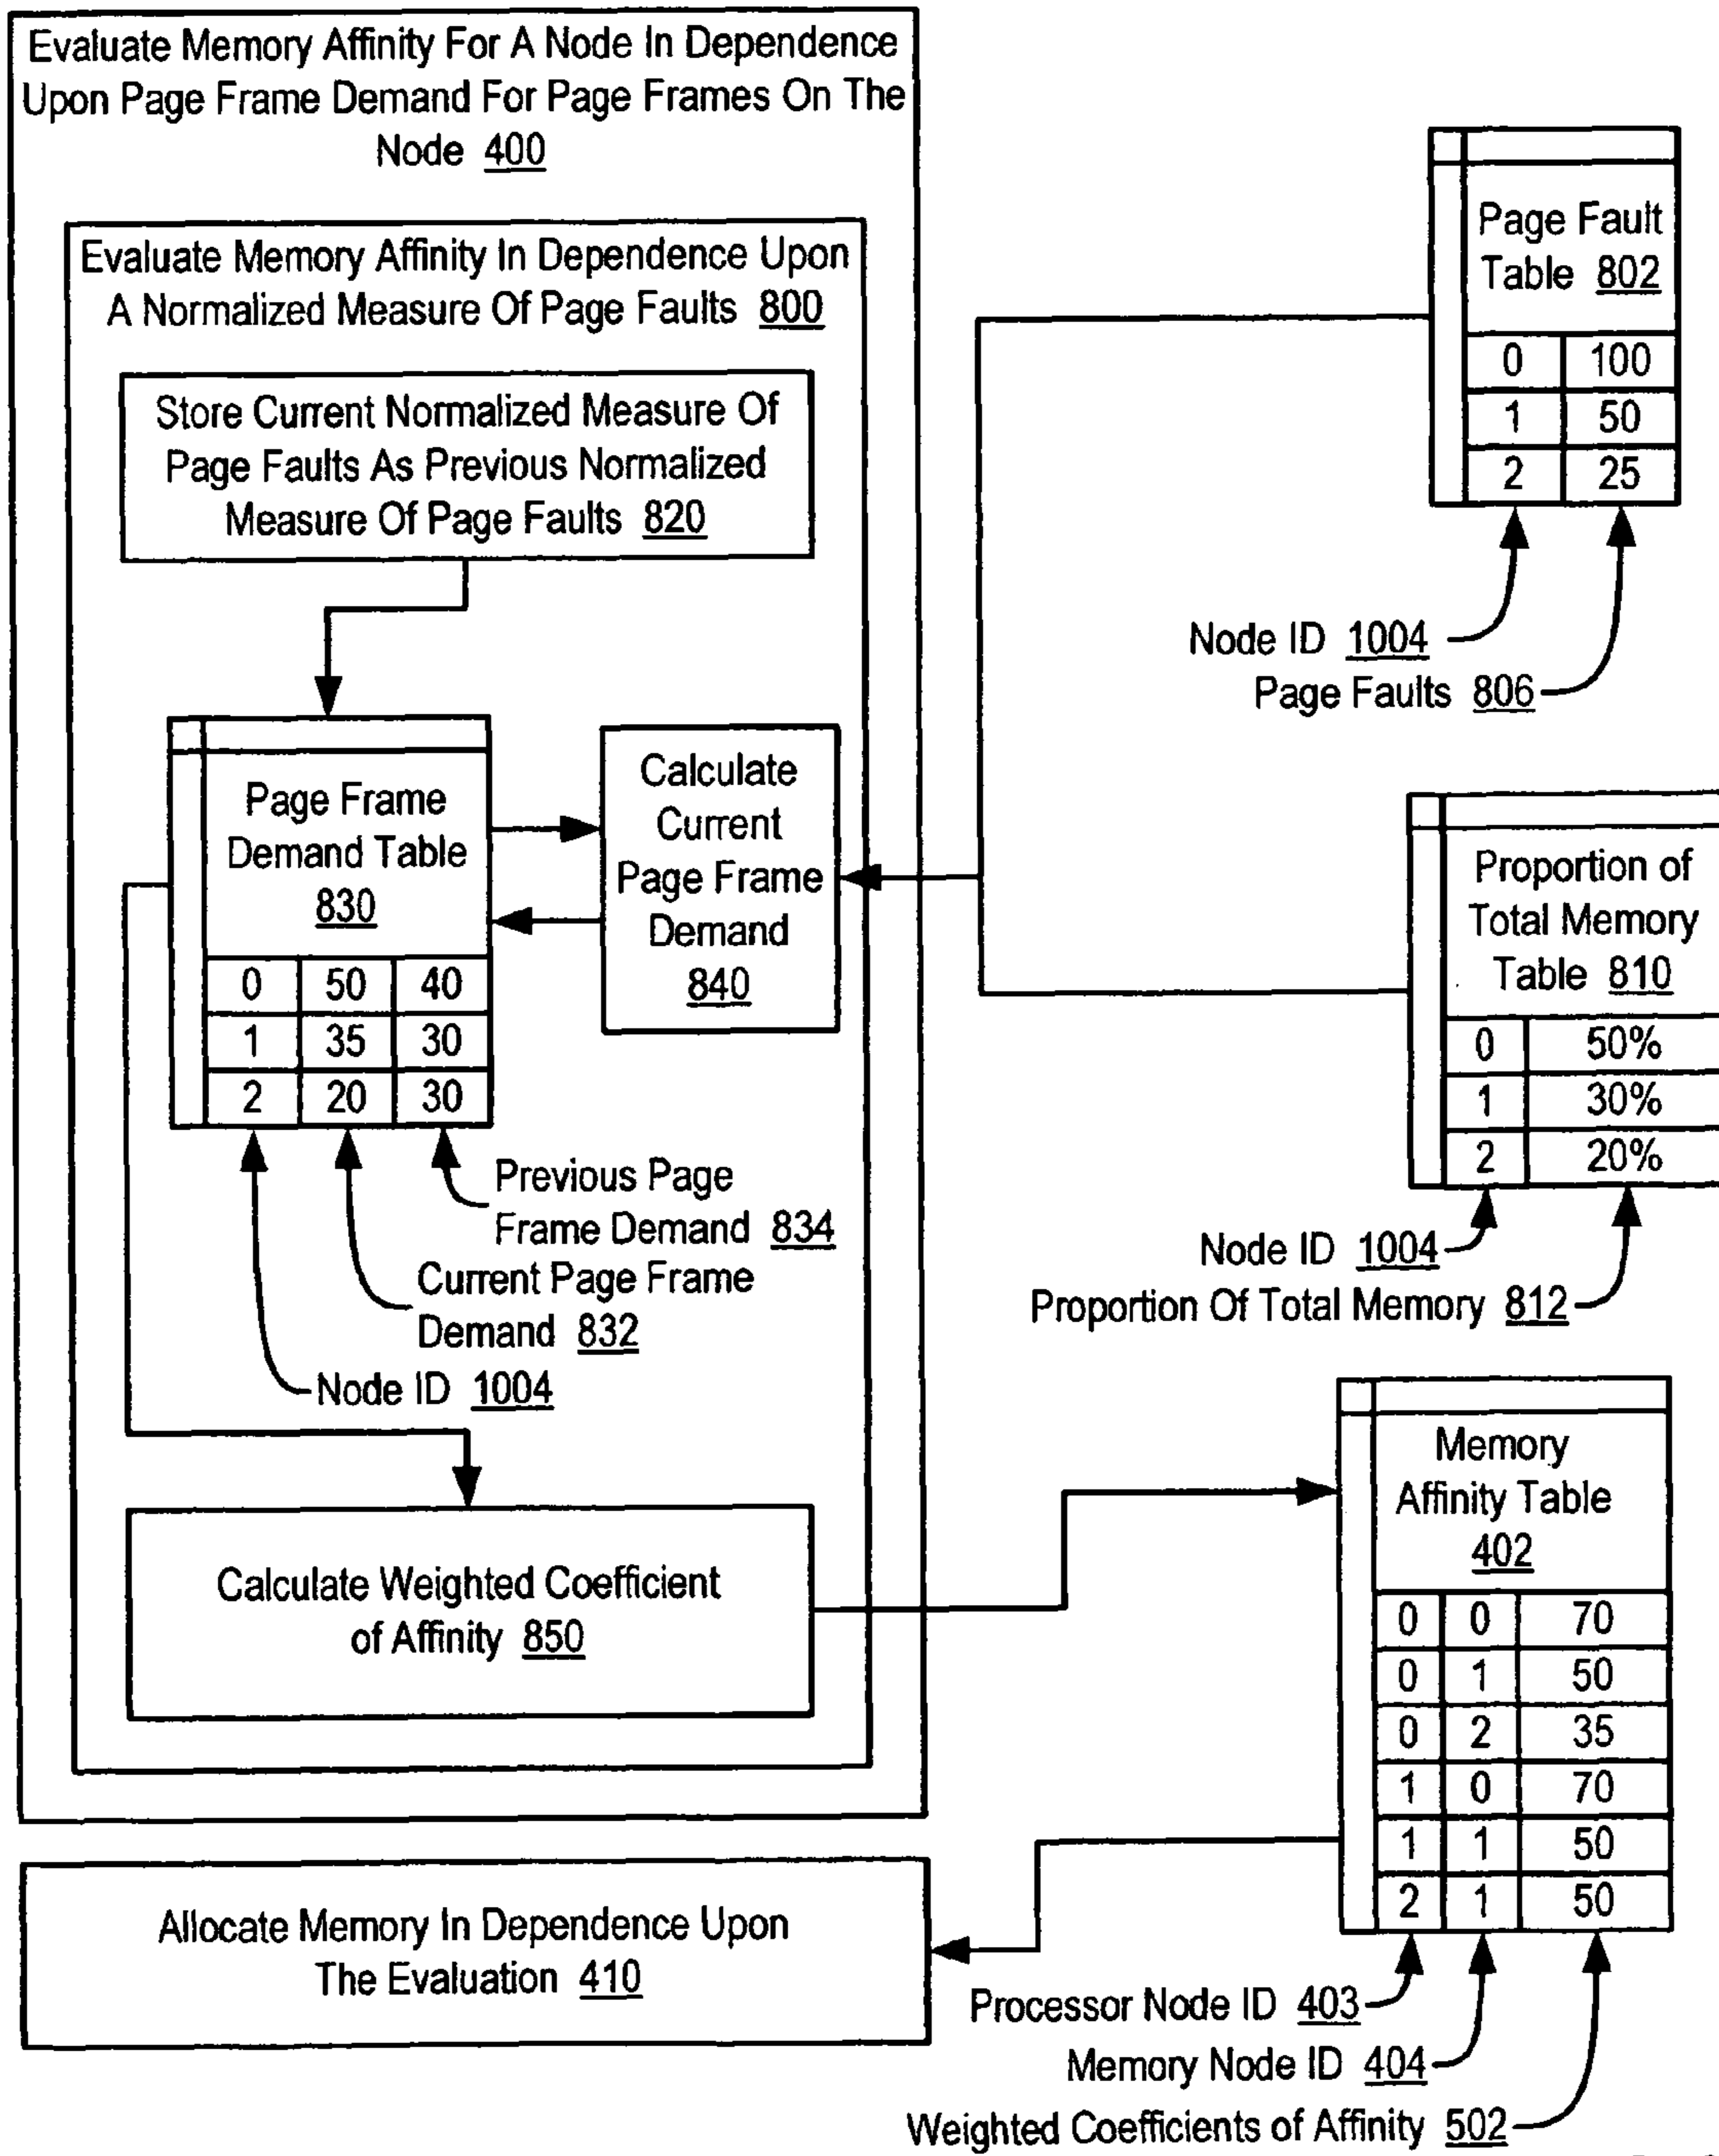 Evaluate Memory Affinity For A Node In Dependence
Upon Page Frame Demand For Page Frames On The
Node 400
Evaluate Memory Affinity In Dependence Upon
A Normalized Measure Of Page Faults 800
Store Current Normalized Measure Of
Page Faults As Previous Normalized
Measure Of Page Faults 820
Page Frame
Demand Table
830
0 50 40
1 35 30
2 20 30
Calculate
Current
Page Frame
Demand
840
Previous Page
Frame Demand 834
Current Page Frame
Demand 832
Node ID 1004
Calculate Weighted Coefficient
of Affinity 850
Allocate Memory In Dependence Upon
The Evaluation 410
Page Fault
Table 802
0 100
1 50
2 25
Node ID 1004
Page Faults 806
Proportion of
Total Memory
Table 810
0 50%
1 30%
2 20%
Node ID 1004
Proportion Of Total Memory 812
Memory
Affinity Table
402
0 0 70
0 1 50
0 2 35
1 0 70
1 1 50
2 1 50
Processor Node ID 403
Memory Node ID 404
Weighted Coefficients of Affinity 502